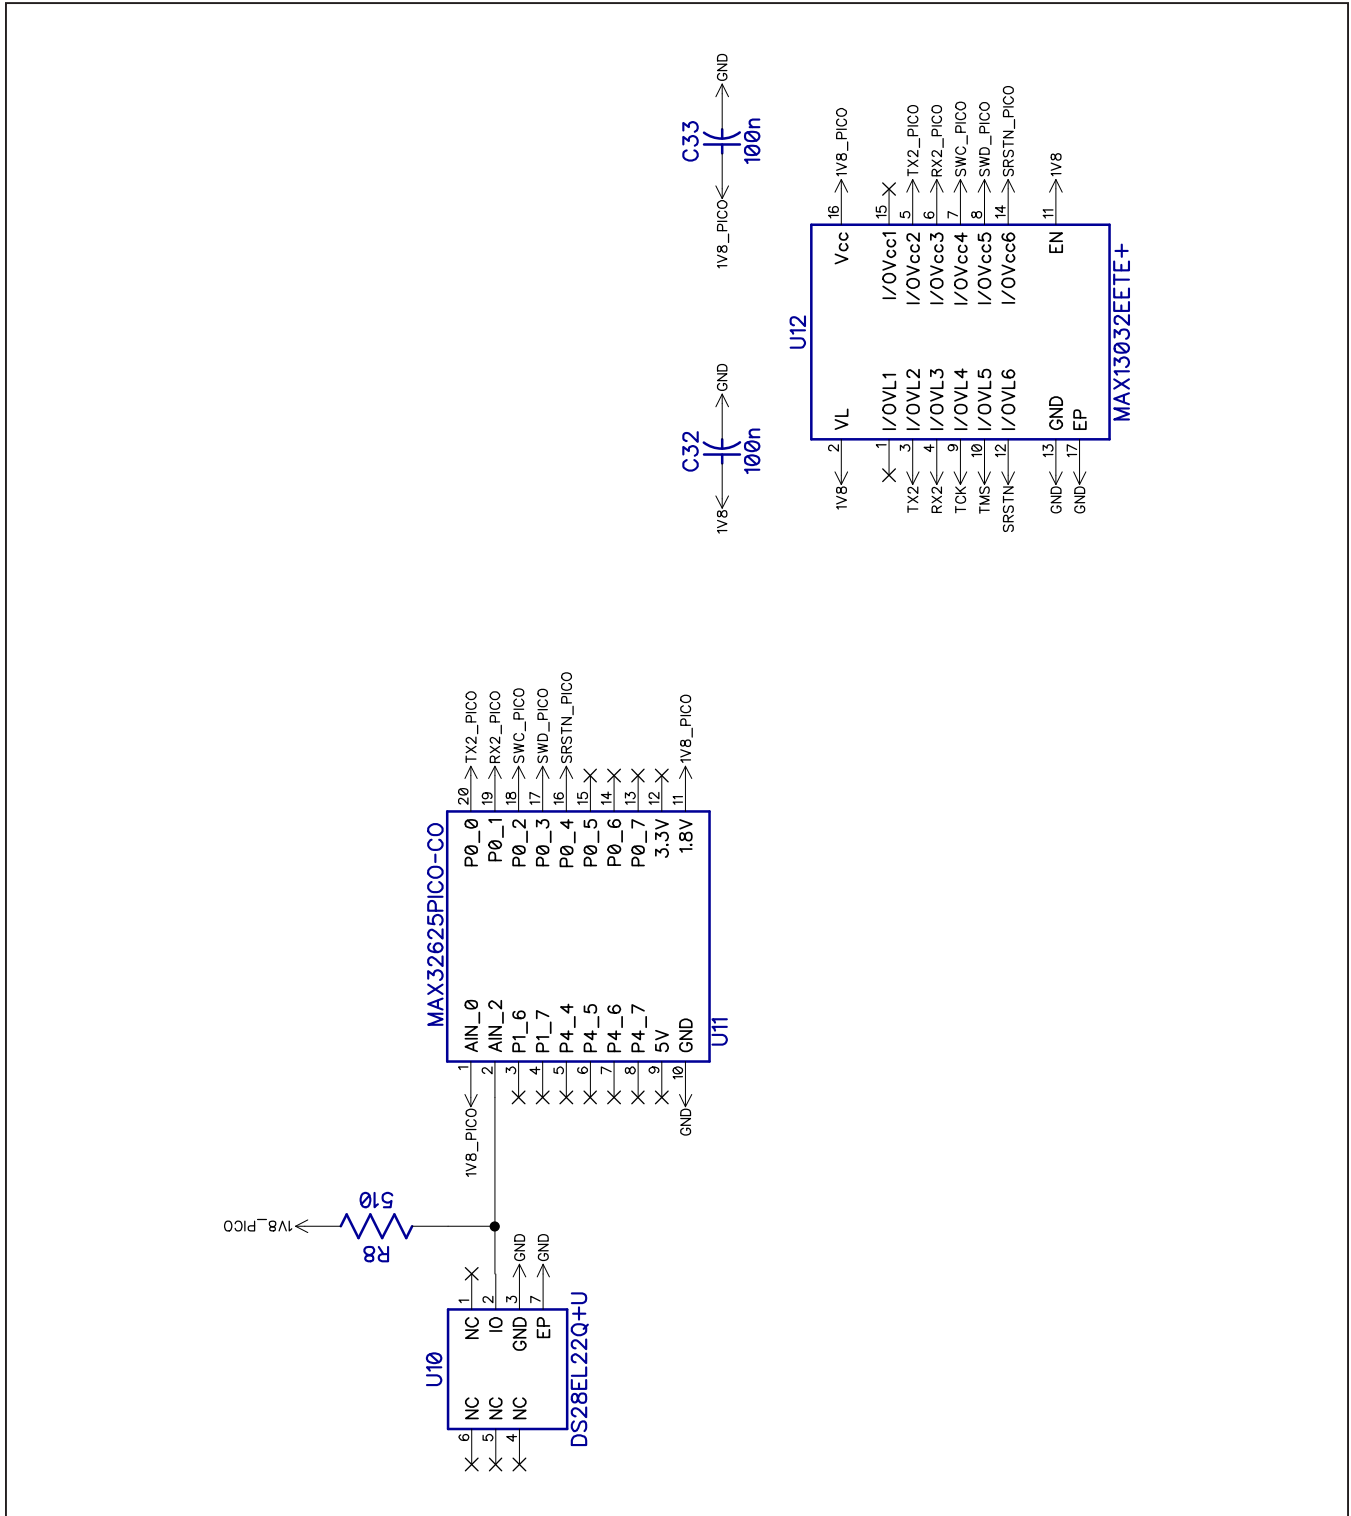 C33
100n
1V8_PICO
GND
C32
100n
1V8
GND
U12
MAX13032EETE+
1V8 2 VL
1 I/OVL1
TX2 3 I/OVL2
RX2 4 I/OVL3
TCK 9 I/OVL4
TMS 10 I/OVL5
SRSTN 12 I/OVL6
GND 13 GND
GND 17 EP
Vcc 16 1V8_PICO
I/OVcc1 15
I/OVcc2 5 TX2_PICO
I/OVcc3 6 RX2_PICO
I/OVcc4 7 SWC_PICO
I/OVcc5 8 SWD_PICO
I/OVcc6 14 SRSTN_PICO
EN 11 1V8
MAX32625PICO-CO
U11
1V8_PICO 1 AIN_0
2 AIN_2
3 P1_6
4 P1_7
5 P4_4
6 P4_5
7 P4_6
8 P4_7
9 5V
GND 10 GND
P0_0 20 TX2_PICO
P0_1 19 RX2_PICO
P0_2 18 SWC_PICO
P0_3 17 SWD_PICO
P0_4 16 SRSTN_PICO
P0_5 15
P0_6 14
P0_7 13
3.3V 12
1.8V 11 1V8_PICO
1V8_PICO
R8
510
U10
DS28EL22Q+U
6 NC
5 NC
4 NC
NC 1
IO 2
GND 3 GND
EP 7 GND